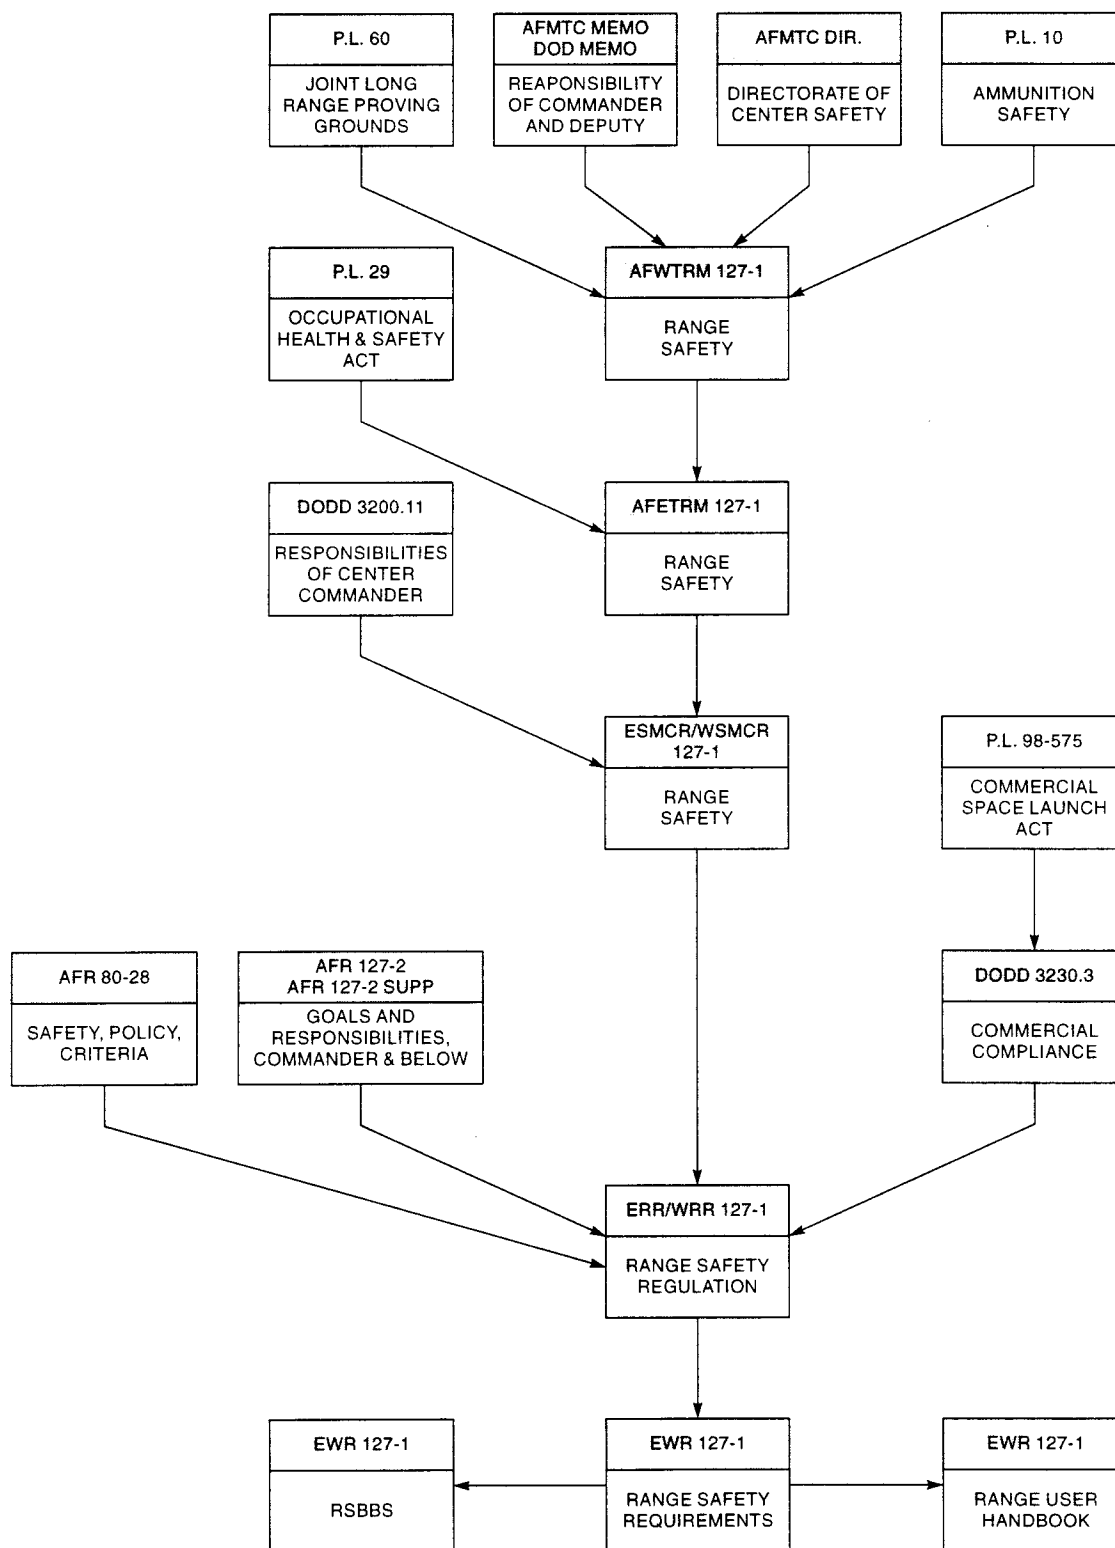 P.L. 60
JOINT LONG
RANGE PROVING
GROUNDS
AFMTC MEMO
DOD MEMO
REAPONSIBILITY
OF COMMANDER
AND DEPUTY
AFMTC DIR.
DIRECTORATE OF
CENTER SAFETY
P.L. 10
AMMUNITION
SAFETY
P.L. 29
OCCUPATIONAL
HEALTH & SAFETY
ACT
AFWTRM 127-1
RANGE
SAFETY
DODD 3200.11
RESPONSIBILITIES
OF CENTER
COMMANDER
AFETRM 127-1
RANGE
SAFETY
ESMCR/WSMCR
127-1
RANGE
SAFETY
P.L. 98-575
COMMERCIAL
SPACE LAUNCH
ACT
AFR 80-28
SAFETY, POLICY,
CRITERIA
AFR 127-2
AFR 127-2 SUPP
GOALS AND
RESPONSIBILITIES,
COMMANDER & BELOW
DODD 3230.3
COMMERCIAL
COMPLIANCE
ERR/WRR 127-1
RANGE SAFETY
REGULATION
EWR 127-1
RSBBS
EWR 127-1
RANGE SAFETY
REQUIREMENTS
EWR 127-1
RANGE USER
HANDBOOK